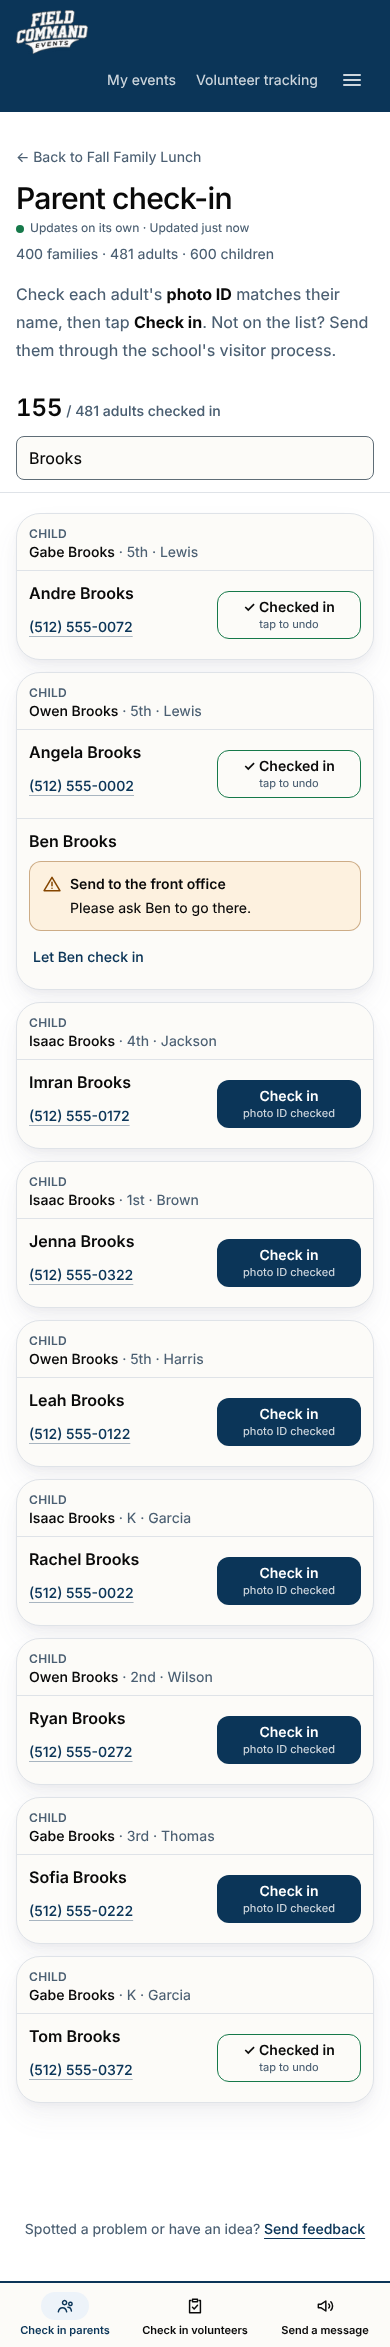 FIELD
COMMAND
EVENTS
My events
Volunteer tracking
← Back to Fall Family Lunch
Parent check-in
Updates on its own · Updated just now
400 families · 481 adults · 600 children
Check each adult's photo ID matches their
name, then tap Check in. Not on the list? Send
them through the school's visitor process.
155 / 481 adults checked in
Brooks
CHILD
Gabe Brooks · 5th · Lewis
Andre Brooks
✓ Checked in
(512) 555-0072
tap to undo
CHILD
Owen Brooks · 5th · Lewis
Angela Brooks
✓ Checked in
(512) 555-0002
tap to undo
Ben Brooks
Send to the front office
Please ask Ben to go there.
Let Ben check in
CHILD
Isaac Brooks · 4th · Jackson
Imran Brooks
Check in
(512) 555-0172
photo ID checked
CHILD
Isaac Brooks · 1st · Brown
Jenna Brooks
Check in
(512) 555-0322
photo ID checked
CHILD
Owen Brooks · 5th · Harris
Leah Brooks
Check in
(512) 555-0122
photo ID checked
CHILD
Isaac Brooks · K · Garcia
Rachel Brooks
Check in
(512) 555-0022
photo ID checked
CHILD
Owen Brooks · 2nd · Wilson
Ryan Brooks
Check in
(512) 555-0272
photo ID checked
CHILD
Gabe Brooks · 3rd · Thomas
Sofia Brooks
Check in
(512) 555-0222
photo ID checked
CHILD
Gabe Brooks · K · Garcia
Tom Brooks
✓ Checked in
(512) 555-0372
tap to undo
Spotted a problem or have an idea? Send feedback
Check in parents
Check in volunteers
Send a message